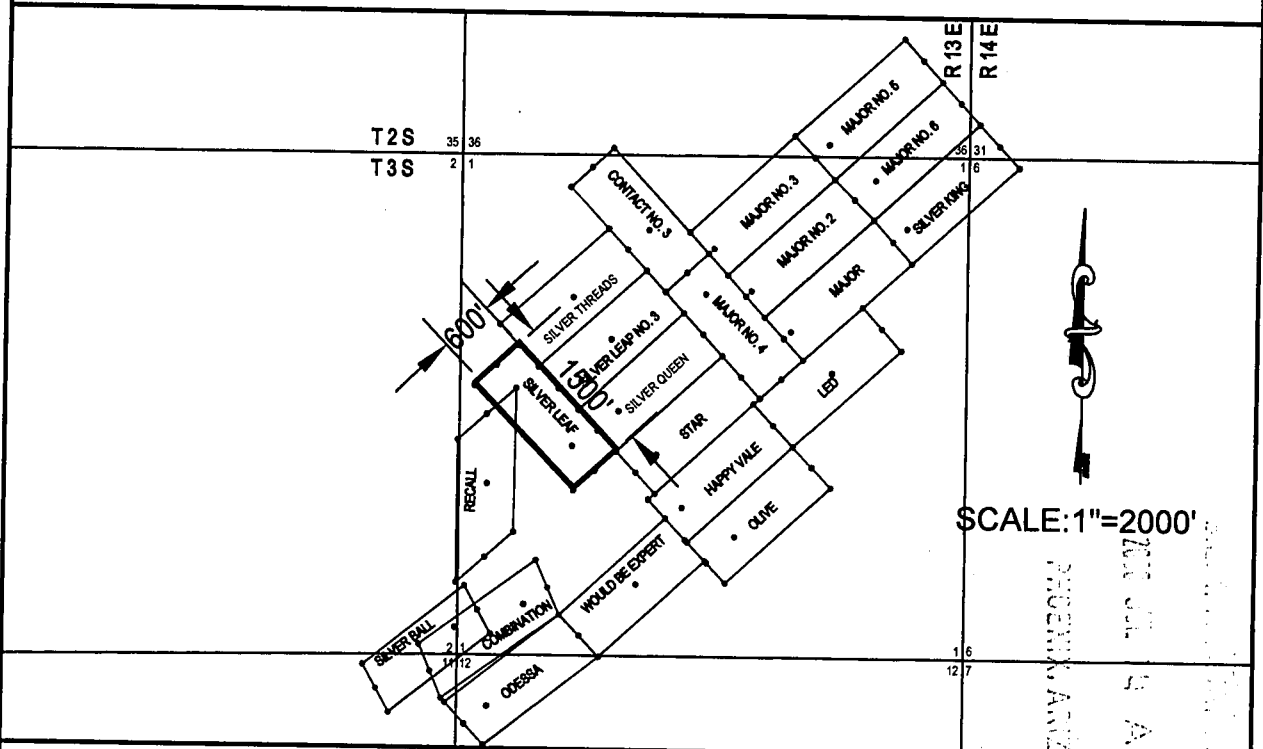 R 13 E
R 14 E
T 2 S
T 3 S
35 36
2 1
36 31
1 6
MAJOR NO. 5
MAJOR NO. 6
SILVER KING
CONTACT NO. 3
MAJOR NO. 3
MAJOR NO. 2
MAJOR
MAJOR NO. 4
SILVER THREADS
SILVER LEAP NO. 3
SILVER QUEEN
600'
1500'
SILVER LEAF
STAR
LED
HAPPY VALE
OLIVE
RECALL
WOULD BE EXPERT
COMBINATION
SILVER BALL
ODESSA
2 1
11 12
1 6
12 7
SCALE:1"=2000'
PHOENIX, ARIZ